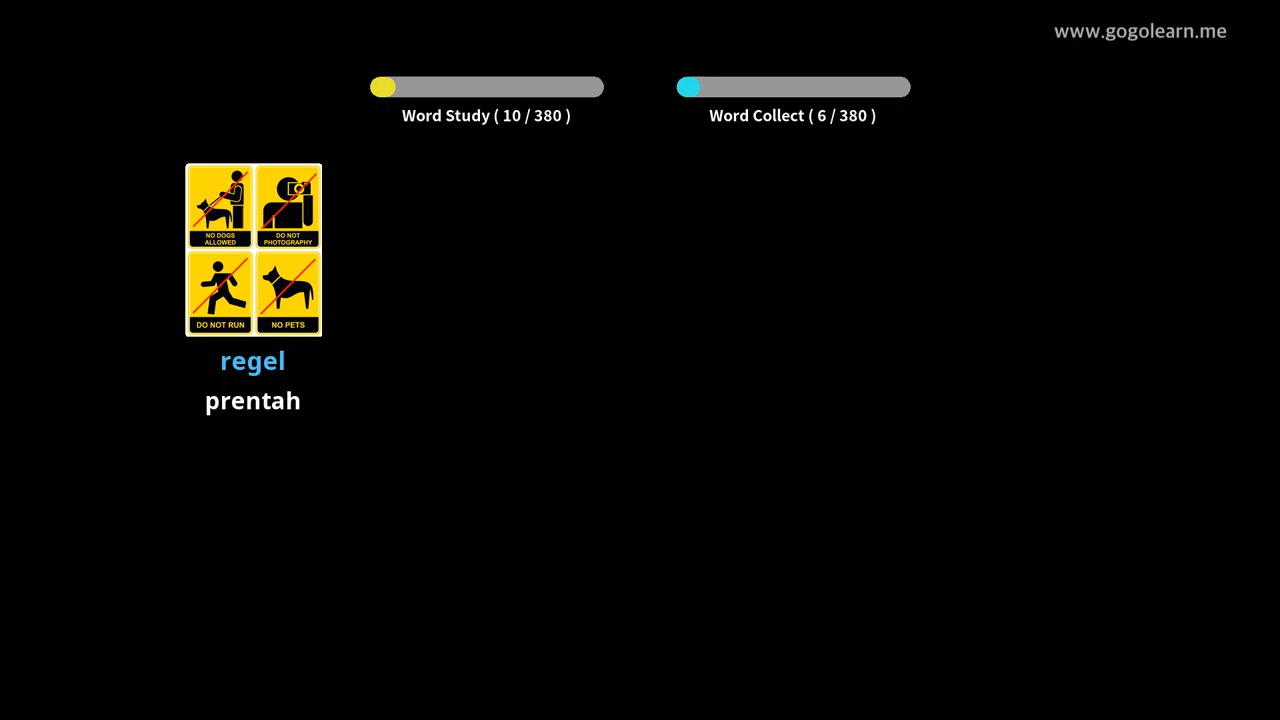 www.gogolearn.me
Word Study ( 10 / 380 )
Word Collect ( 6 / 380 )
NO DOGS
ALLOWED
DO NOT
PHOTOGRAPHY
DO NOT RUN
NO PETS
regel
prentah